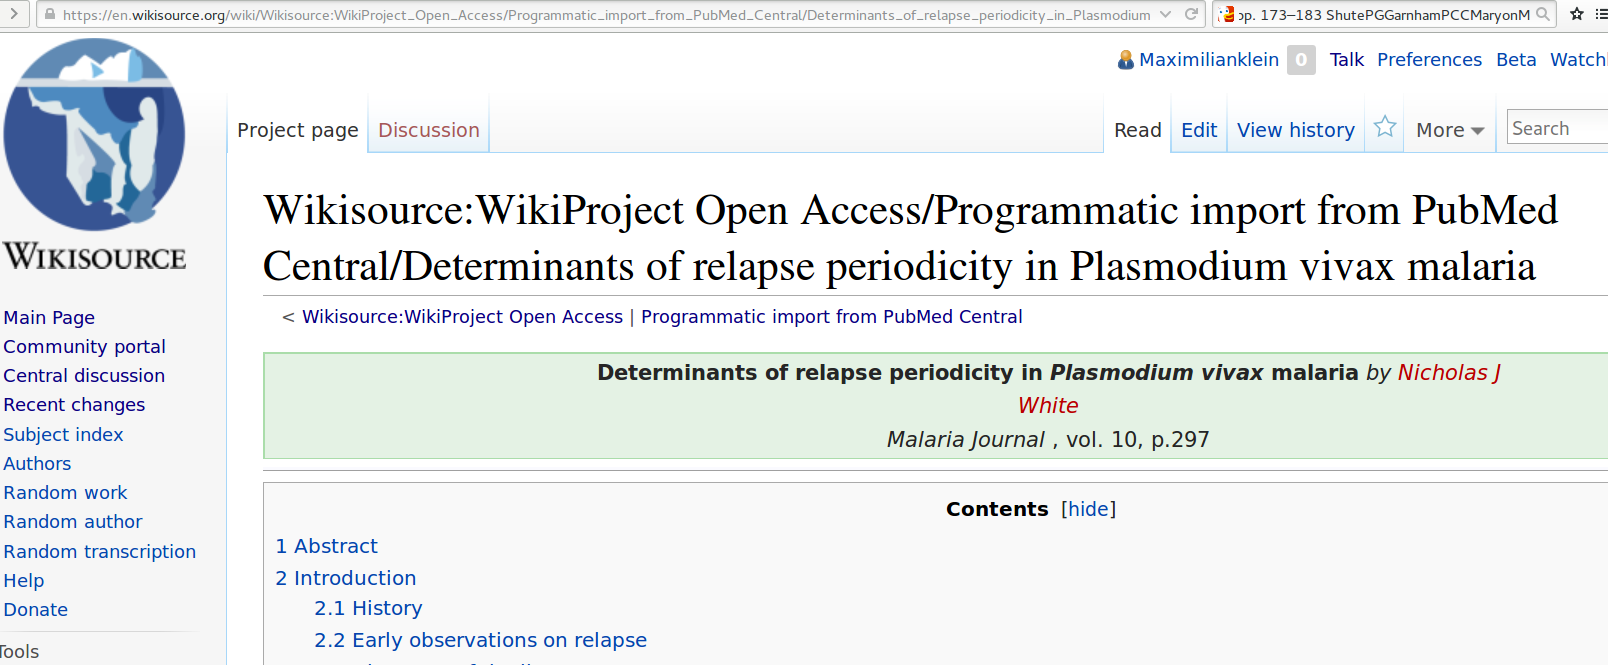 https://en.wikisource.org/wiki/Wikisource:WikiProject_Open_Access/Programmatic_import_from_PubMed_Central/Determinants_of_relapse_periodicity_in_Plasmodium
pp. 173–183 ShutePGGarnhamPCCMaryonM
Maximilianklein 0 Talk Preferences Beta Watchl
Project page Discussion Read Edit View history More Search
WIKISOURCE
Wikisource:WikiProject Open Access/Programmatic import from PubMed
Central/Determinants of relapse periodicity in Plasmodium vivax malaria
< Wikisource:WikiProject Open Access | Programmatic import from PubMed Central
Main Page
Community portal
Central discussion
Recent changes
Subject index
Authors
Random work
Random author
Random transcription
Help
Donate
Tools
Determinants of relapse periodicity in Plasmodium vivax malaria by Nicholas J
White
Malaria Journal , vol. 10, p.297
Contents [hide]
1 Abstract
2 Introduction
2.1 History
2.2 Early observations on relapse